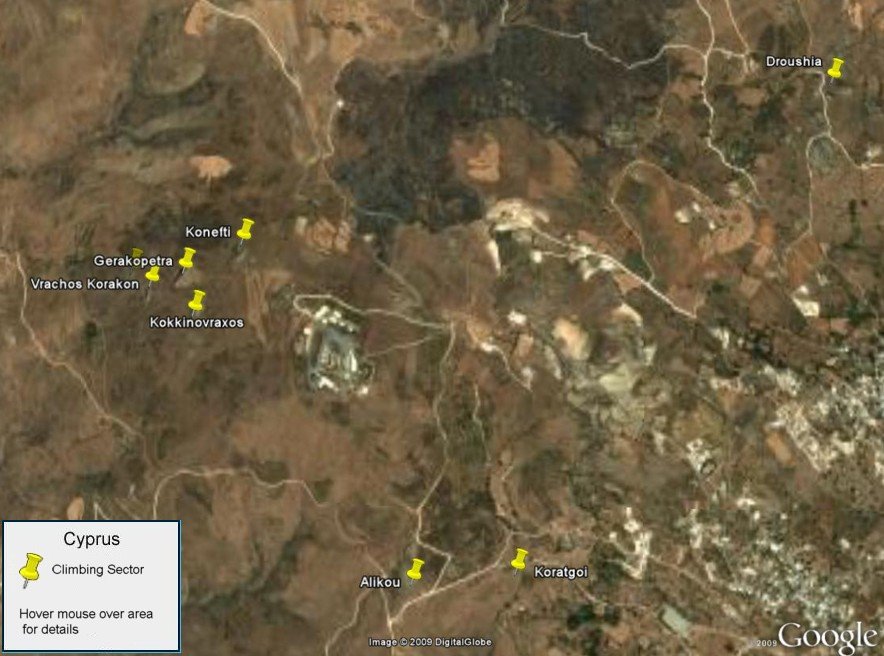 Droushia
Konefti
Gerakopetra
Vrachos Korakon
Kokkinovraxos
Alikou
Koratgoi
Cyprus
Climbing Sector
Hover mouse over area
for details
Image © 2009 DigitalGlobe
©2009 Google